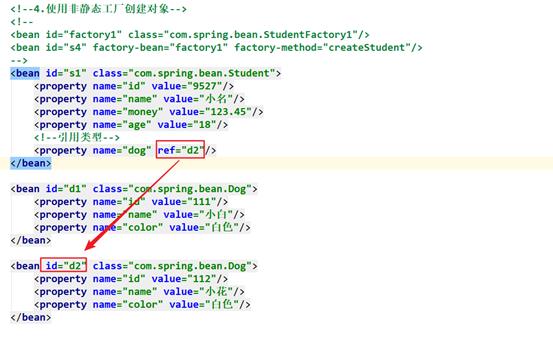 <!--4.使用非静态工厂创建对象-->
<!--
<bean id="factory1" class="com.spring.bean.StudentFactory1"/>
<bean id="s4" factory-bean="factory1" factory-method="createStudent"/>
-->
<bean id="s1" class="com.spring.bean.Student">
<property name="id" value="9527"/>
<property name="name" value="小名"/>
<property name="money" value="123.45"/>
<property name="age" value="18"/>
<!--引用类型-->
<property name="dog" ref="d2"/>
</bean>
<bean id="d1" class="com.spring.bean.Dog">
<property name="id" value="111"/>
<property name="name" value="小白"/>
<property name="color" value="白色"/>
</bean>
<bean id="d2" class="com.spring.bean.Dog">
<property name="id" value="112"/>
<property name="name" value="小花"/>
<property name="color" value="白色"/>
</bean>